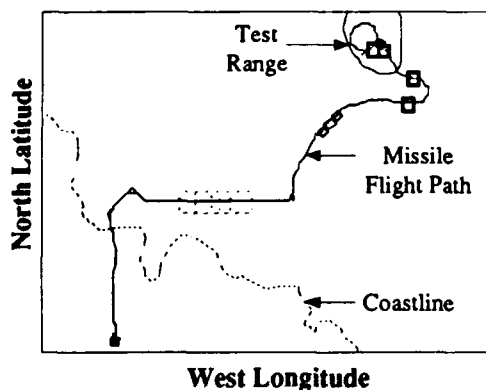 Test
Range
North Latitude
Missile
Flight Path
Coastline
West Longitude